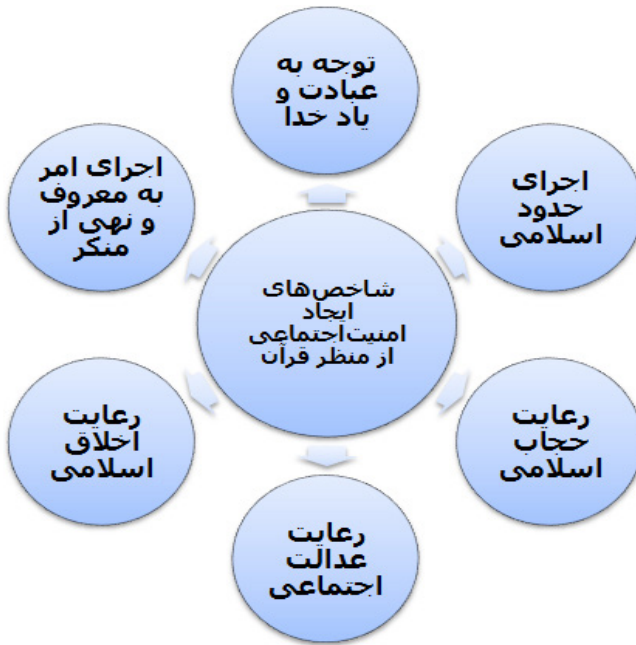 توجه به
عبادت و
یاد خدا
اجرای
حدود
اسلامی
رعایت
حجاب
اسلامی
رعایت
عدالت
اجتماعی
رعایت
اخلاق
اسلامی
اجرای امر
به معروف
و نهی از
منکر
شاخص‌های
ایجاد
امنیت‌اجتماعی
از منظر قرآن